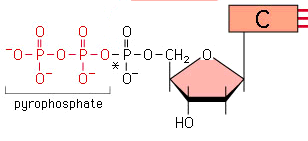 C
O O O
⁻O–P–O–P–O–P–O–CH₂ O
O⁻ O⁻ * O⁻
pyrophosphate
HO